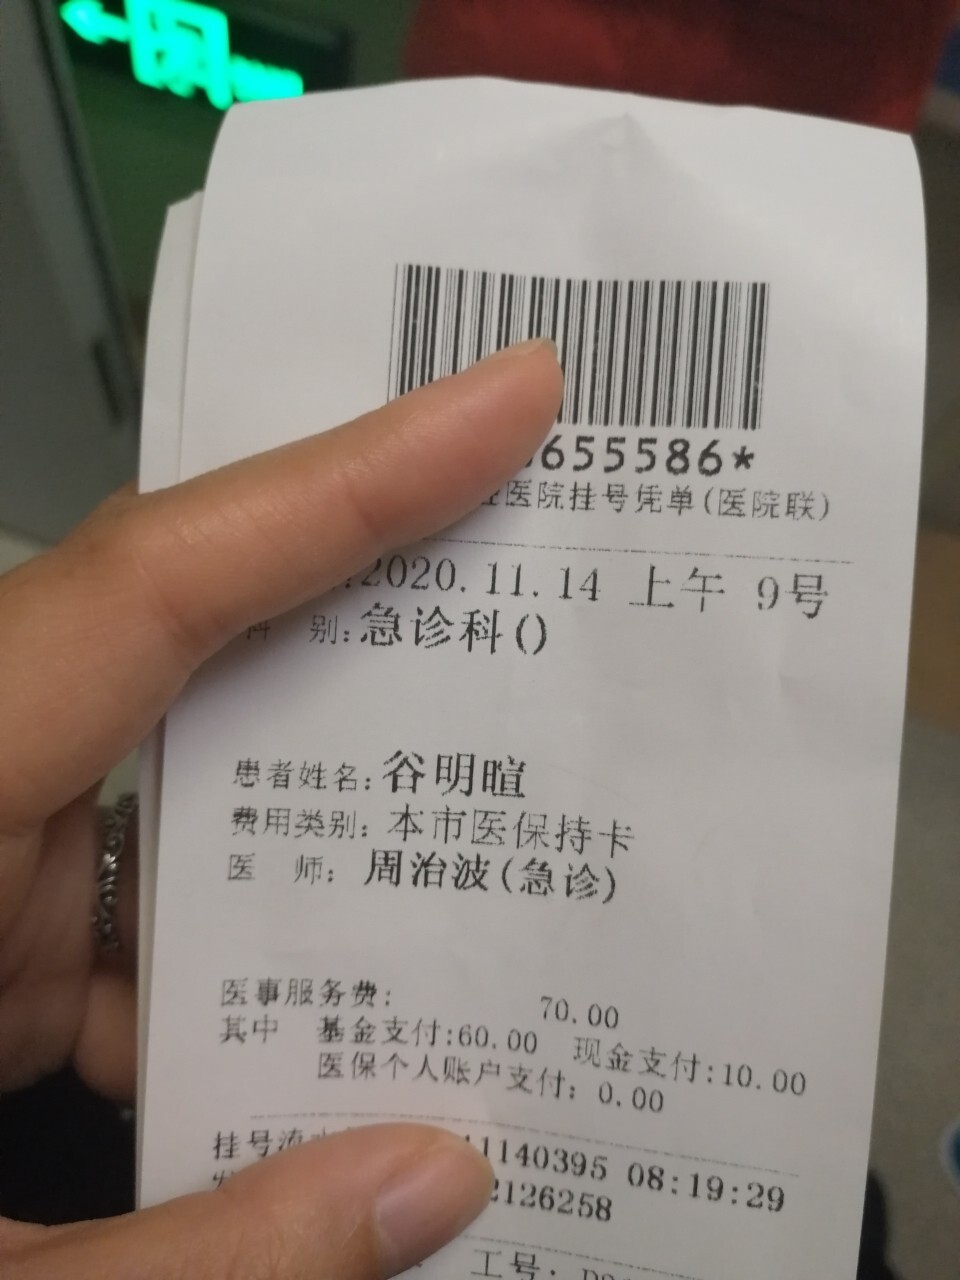 655586*
医院挂号凭单(医院联)
2020.11.14 上午 9号
科 别:急诊科()
患者姓名:谷明暄
费用类别:本市医保持卡
医 师:周治波(急诊)
医事服务费: 70.00
其中 基金支付:60.00 现金支付:10.00
医保个人账户支付: 0.00
挂号流 1140395 08:19:29
2126258
工号: